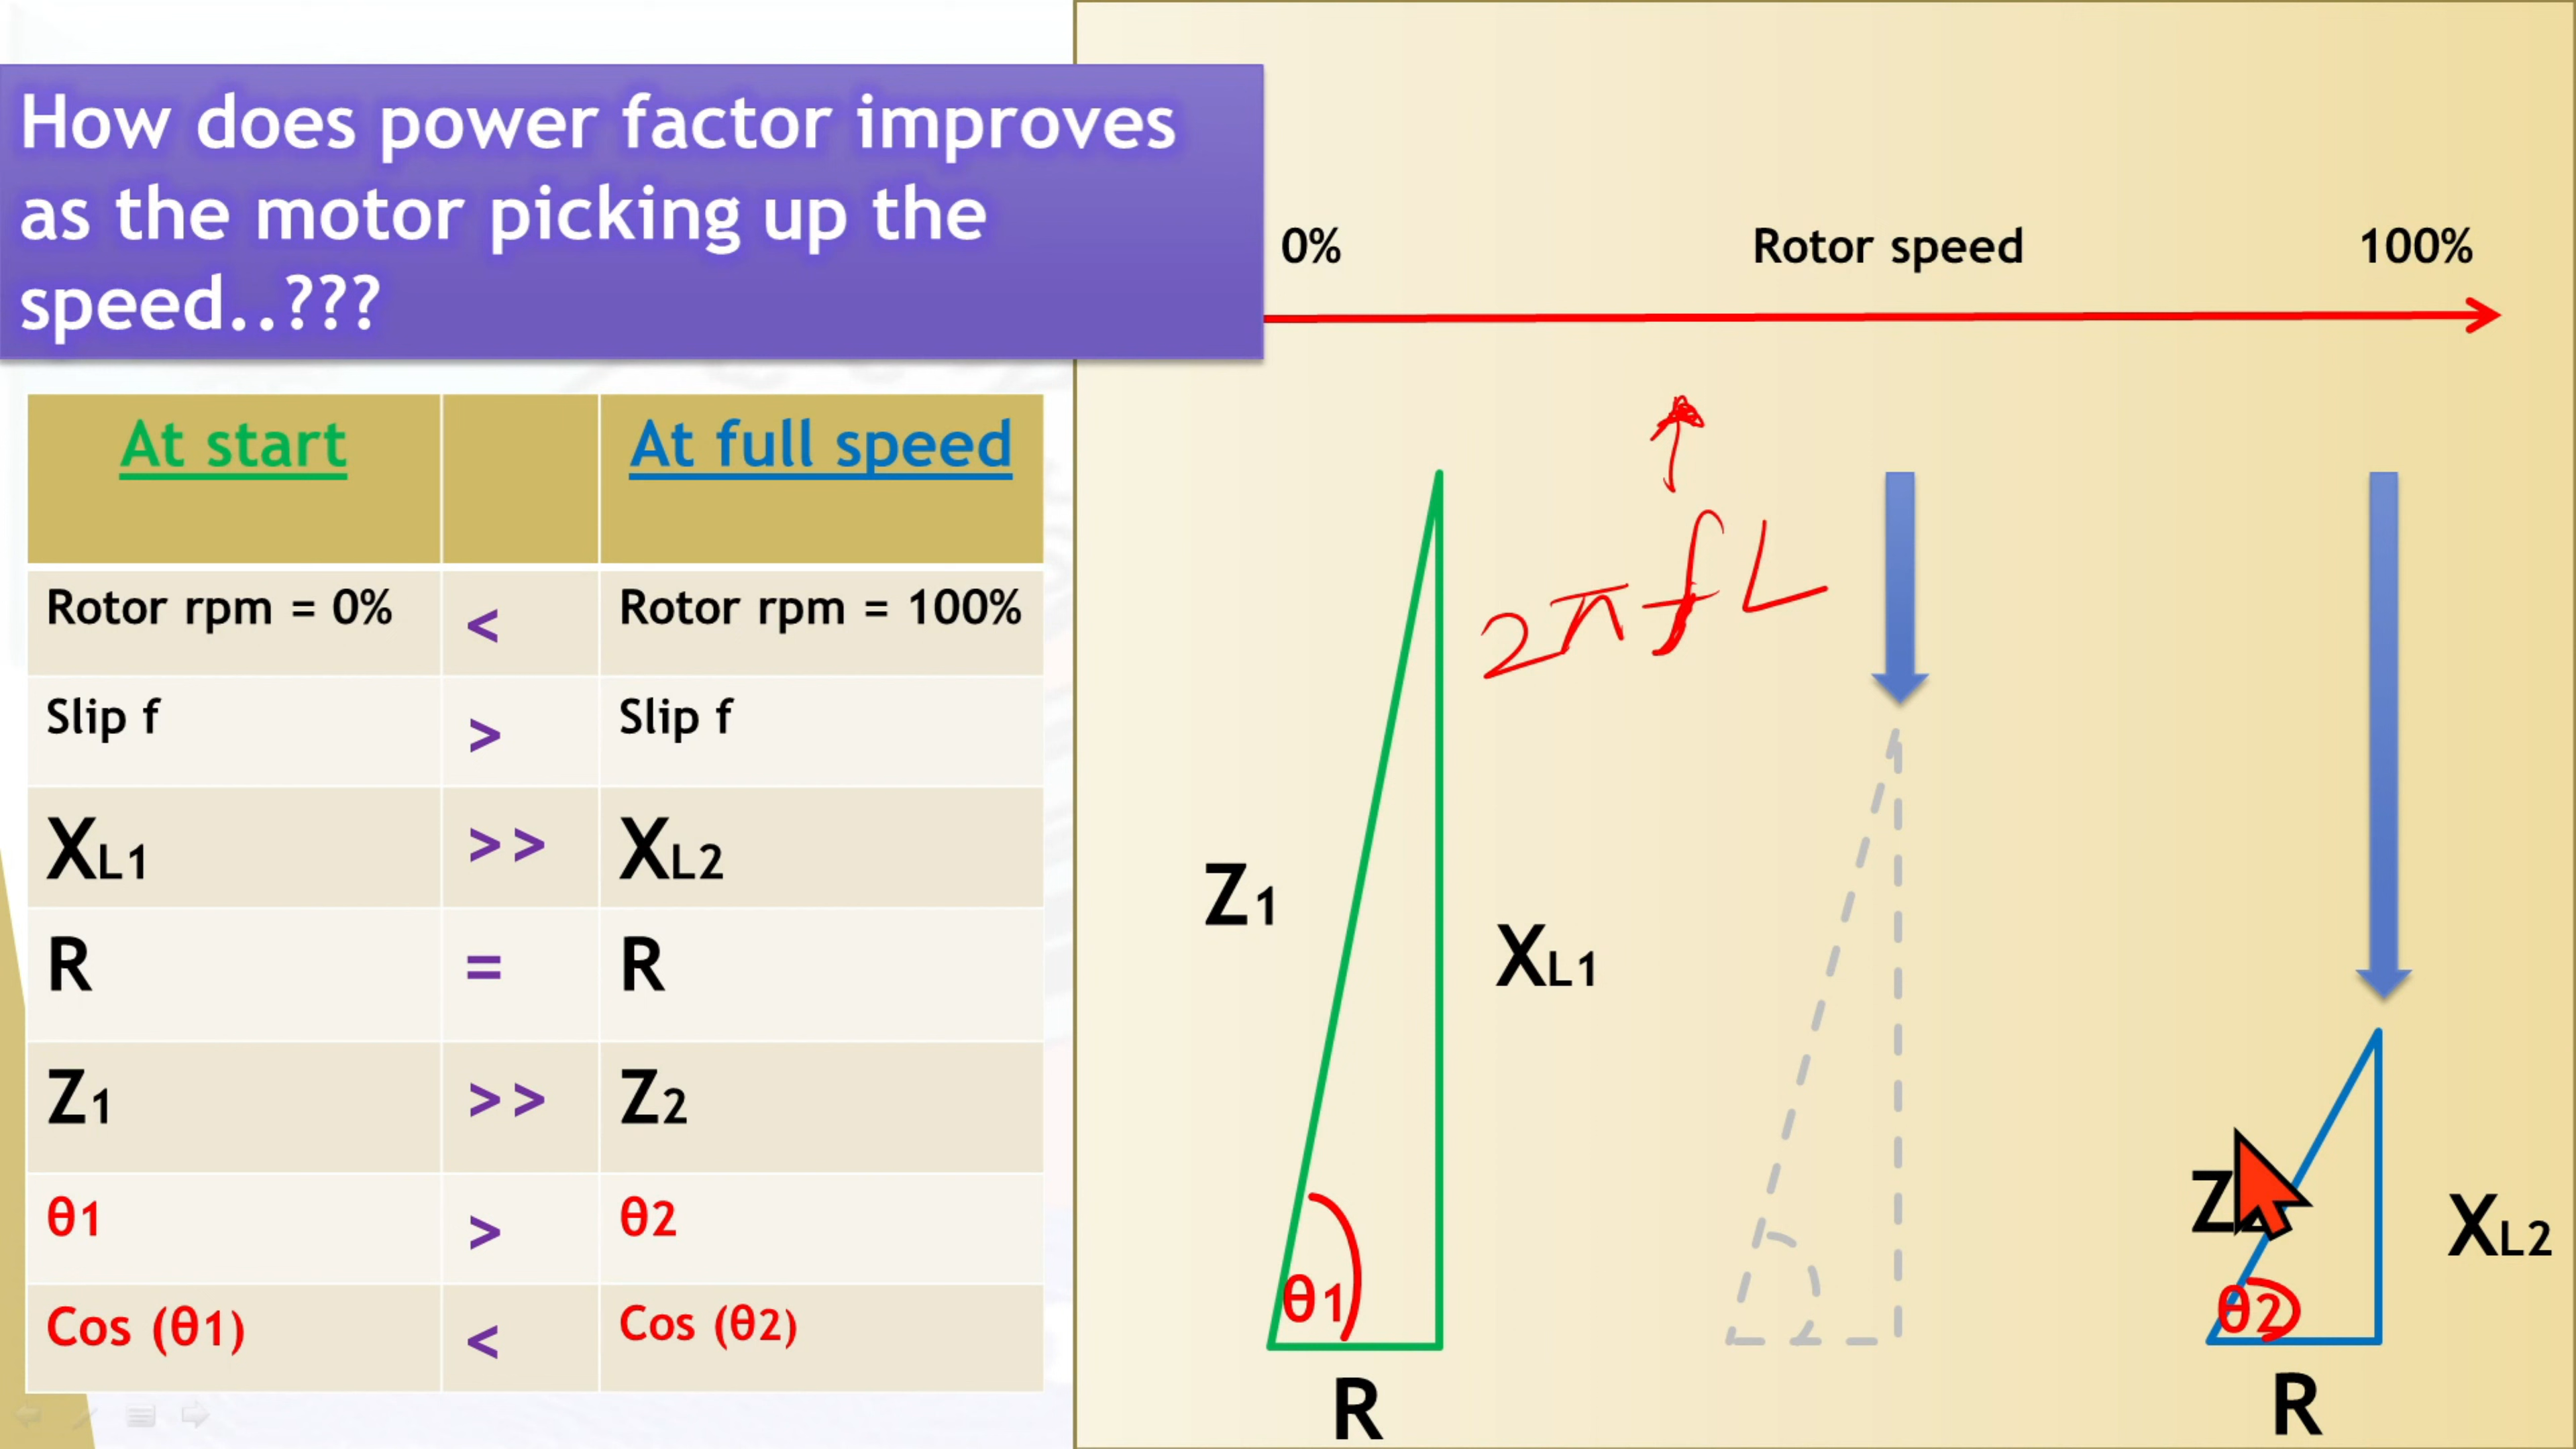 How does power factor improves
as the motor picking up the
speed..???
At start At full speed
Rotor rpm = 0% < Rotor rpm = 100%
Slip f > Slip f
XL1 >> XL2
R = R
Z1 >> Z2
θ1 > θ2
Cos (θ1) < Cos (θ2)
0% Rotor speed 100%
2πfL
Z1
XL1
θ1
R
XL2
θ2
R